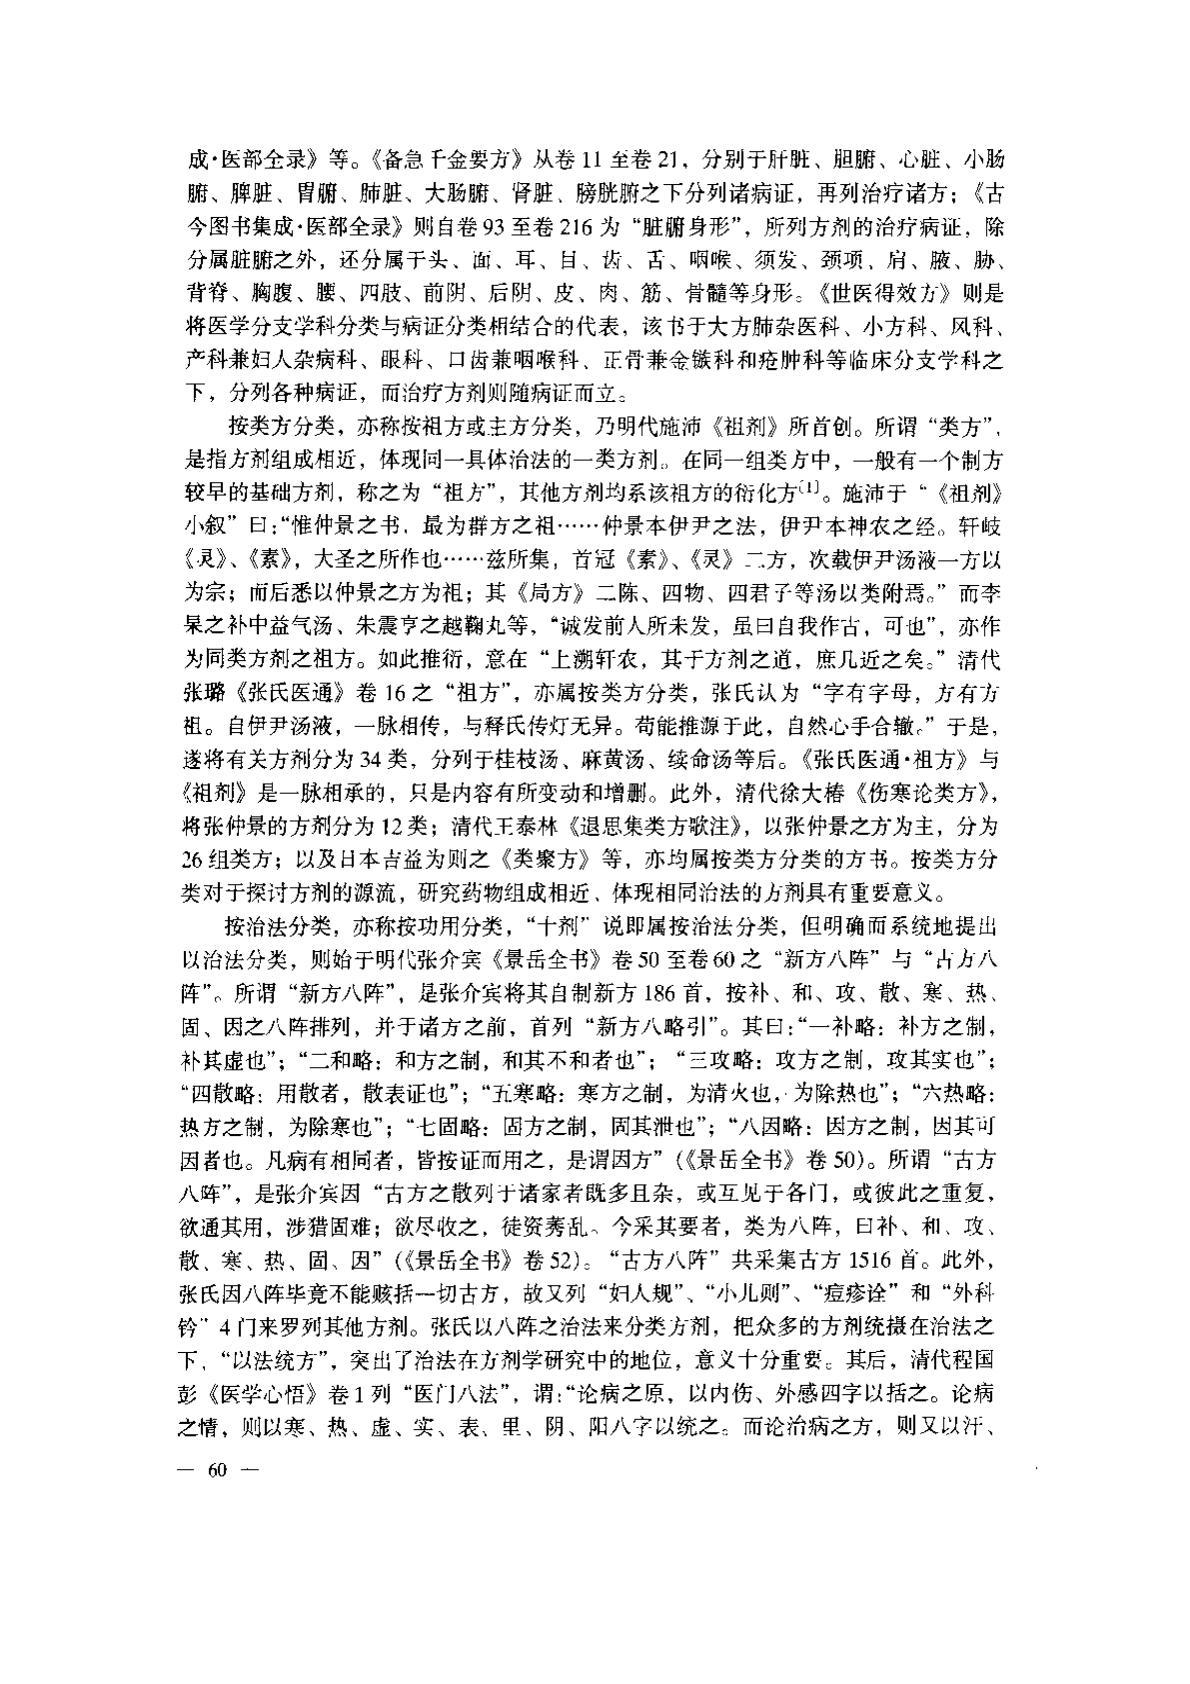 成·医部全录》等。《备急千金要方》从卷 11 至卷 21，分别于肝脏、胆腑、心脏、小肠
腑、脾脏、胃腑、肺脏、大肠腑、肾脏、膀胱腑之下分列诸病证，再列治疗诸方；《古
今图书集成·医部全录》则自卷 93 至卷 216 为“脏腑身形”，所列方剂的治疗病证，除
分属脏腑之外，还分属于头、面、耳、目、齿、舌、咽喉、须发、颈项、肩、腋、胁、
背脊、胸腹、腰、四肢、前阴、后阴、皮、肉、筋、骨髓等身形。《世医得效方》则是
将医学分支学科分类与病证分类相结合的代表，该书于大方肺杂医科、小方科、风科、
产科兼妇人杂病科、眼科、口齿兼咽喉科、正骨兼金镞科和疮肿科等临床分支学科之
下，分列各种病证，而治疗方剂则随病证而立。
按类方分类，亦称按祖方或主方分类，乃明代施沛《祖剂》所首创。所谓“类方”，
是指方剂组成相近，体现同一具体治法的一类方剂。在同一组类方中，一般有一个制方
较早的基础方剂，称之为“祖方”，其他方剂均系该祖方的衍化方〔1〕。施沛于“《祖剂》
小叙”曰：“惟仲景之书，最为群方之祖……仲景本伊尹之法，伊尹本神农之经。轩岐
《灵》、《素》，大圣之所作也……兹所集，首冠《素》、《灵》二方，次载伊尹汤液一方以
为宗；而后悉以仲景之方为祖；其《局方》二陈、四物、四君子等汤以类附焉。”而李
杲之补中益气汤、朱震亨之越鞠丸等，“诚发前人所未发，虽曰自我作古，可也”，亦作
为同类方剂之祖方。如此推衍，意在“上溯轩农，其于方剂之道，庶几近之矣。”清代
张璐《张氏医通》卷 16 之“祖方”，亦属按类方分类，张氏认为“字有字母，方有方
祖。自伊尹汤液，一脉相传，与释氏传灯无异。苟能推源于此，自然心手合辙。”于是，
遂将有关方剂分为 34 类，分列于桂枝汤、麻黄汤、续命汤等后。《张氏医通·祖方》与
《祖剂》是一脉相承的，只是内容有所变动和增删。此外，清代徐大椿《伤寒论类方》，
将张仲景的方剂分为 12 类；清代王泰林《退思集类方歌注》，以张仲景之方为主，分为
26 组类方；以及日本吉益为则之《类聚方》等，亦均属按类方分类的方书。按类方分
类对于探讨方剂的源流，研究药物组成相近、体现相同治法的方剂具有重要意义。
按治法分类，亦称按功用分类，“十剂”说即属按治法分类，但明确而系统地提出
以治法分类，则始于明代张介宾《景岳全书》卷 50 至卷 60 之“新方八阵”与“古方八
阵”。所谓“新方八阵”，是张介宾将其自制新方 186 首，按补、和、攻、散、寒、热、
固、因之八阵排列，并于诸方之前，首列“新方八略引”。其曰：“一补略：补方之制，
补其虚也”；“二和略：和方之制，和其不和者也”；“三攻略：攻方之制，攻其实也”；
“四散略：用散者，散表证也”；“五寒略：寒方之制，为清火也，为除热也”；“六热略：
热方之制，为除寒也”；“七固略：固方之制，固其泄也”；“八因略：因方之制，因其可
因者也。凡病有相同者，皆按证而用之，是谓因方”（《景岳全书》卷 50）。所谓“古方
八阵”，是张介宾因“古方之散列于诸家者既多且杂，或互见于各门，或彼此之重复，
欲通其用，涉猎固难；欲尽收之，徒资莠乱。今采其要者，类为八阵，曰补、和、攻、
散、寒、热、固、因”（《景岳全书》卷 52）。“古方八阵”共采集古方 1516 首。此外，
张氏因八阵毕竟不能赅括一切古方，故又列“妇人规”、“小儿则”、“痘疹诠”和“外科
钤”4 门来罗列其他方剂。张氏以八阵之治法来分类方剂，把众多的方剂统摄在治法之
下，“以法统方”，突出了治法在方剂学研究中的地位，意义十分重要。其后，清代程国
彭《医学心悟》卷 1 列“医门八法”，谓：“论病之原，以内伤、外感四字以括之。论病
之情，则以寒、热、虚、实、表、里、阴、阳八字以统之。而论治病之方，则又以汗、
— 60 —